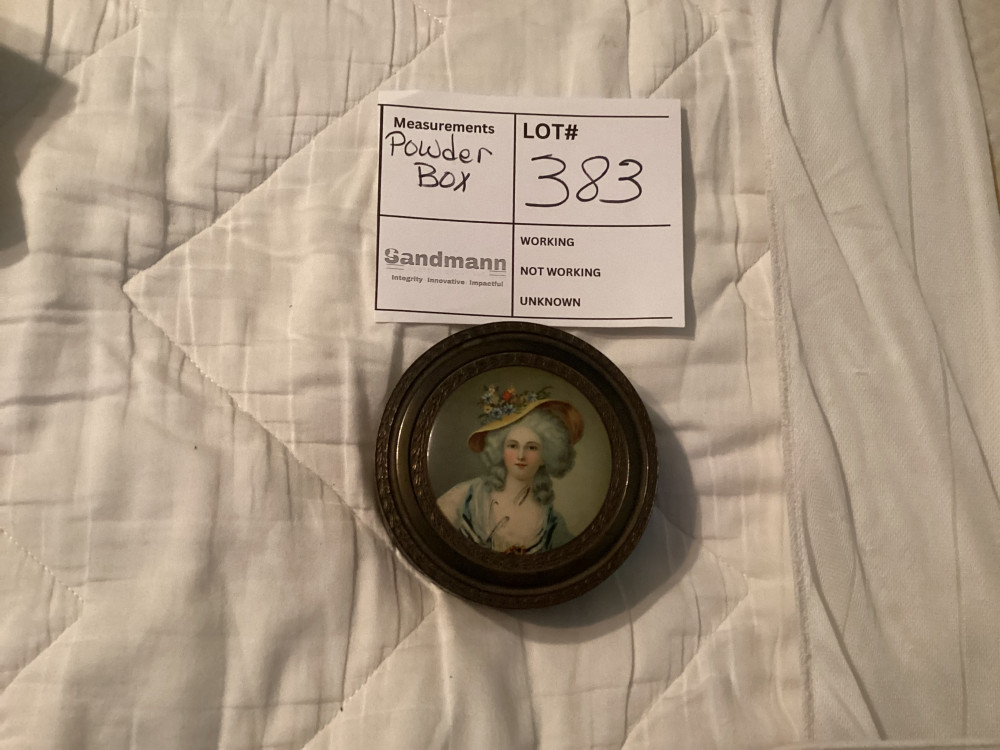 Measurements
Powder
Box
LOT#
383
Sandmann
Integrity Innovative Impactful
WORKING
NOT WORKING
UNKNOWN